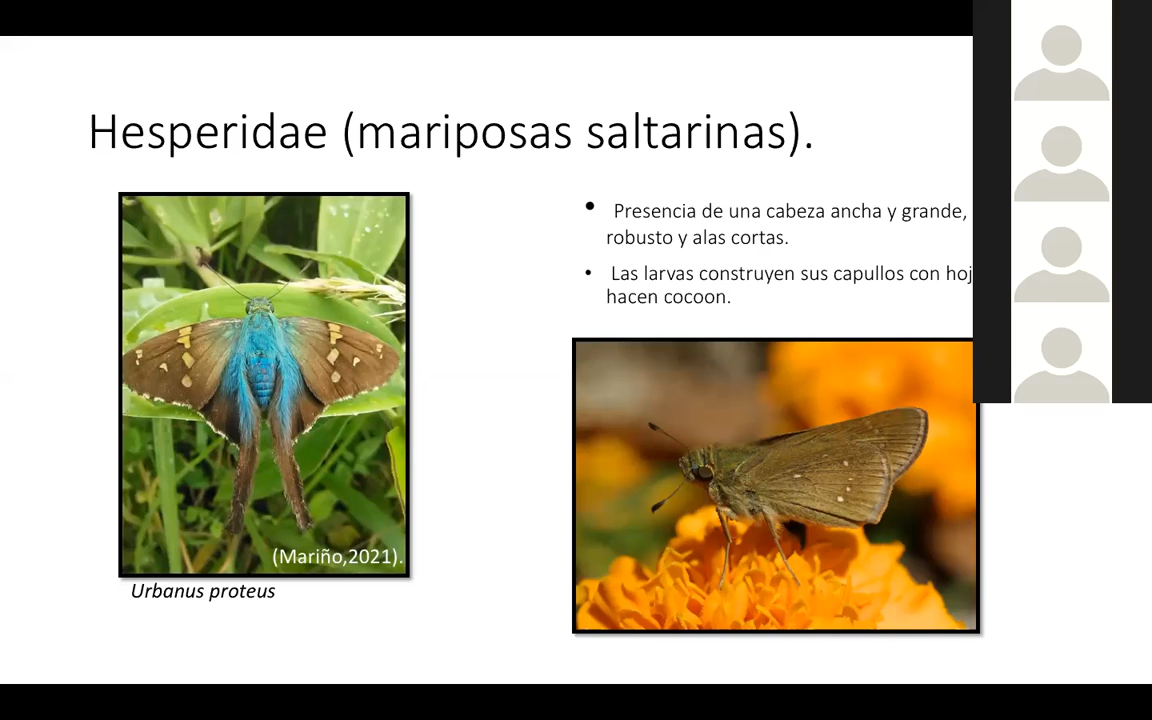 Hesperidae (mariposas saltarinas).
• Presencia de una cabeza ancha y grande,
robusto y alas cortas.
• Las larvas construyen sus capullos con
hacen cocoon.
(Mariño,2021).
Urbanus proteus